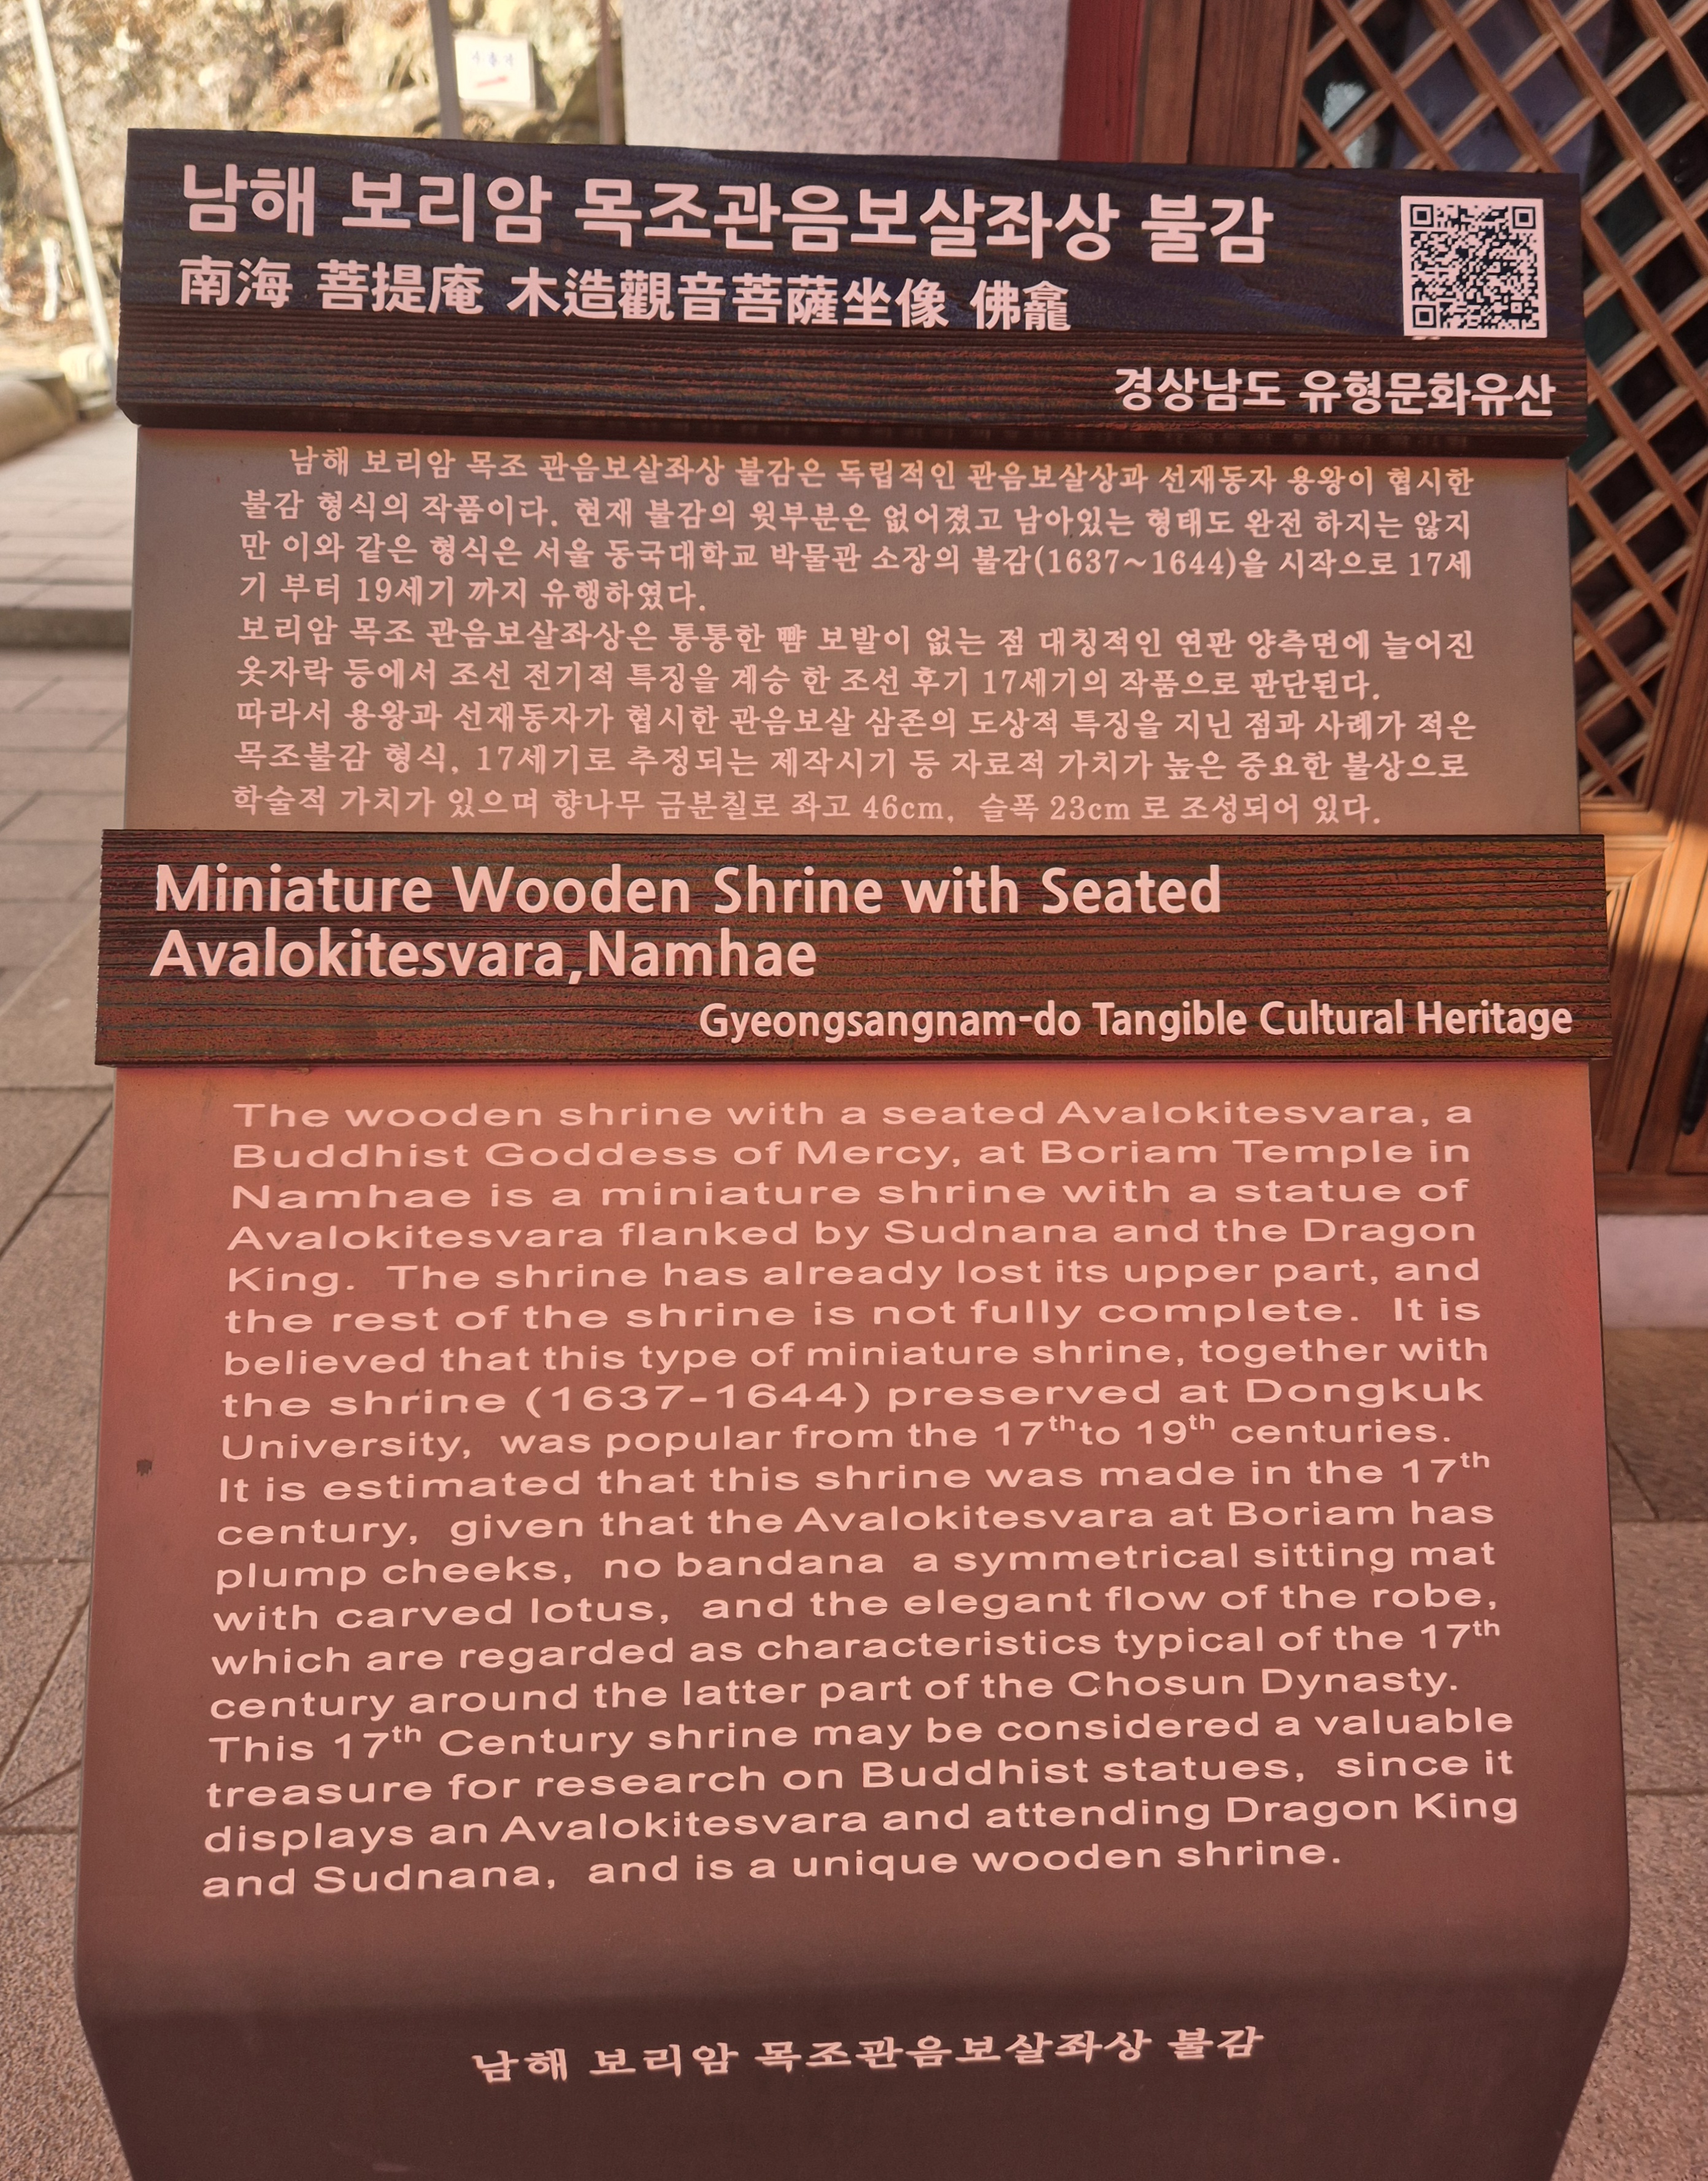 남해 보리암 목조관음보살좌상 불감
南海 菩提庵 木造觀音菩薩坐像 佛龕
경상남도 유형문화유산
남해 보리암 목조 관음보살좌상 불감은 독립적인 관음보살상과 선재동자 용왕이 협시한
불감 형식의 작품이다. 현재 불감의 윗부분은 없어졌고 남아있는 형태도 완전 하지는 않지
만 이와 같은 형식은 서울 동국대학교 박물관 소장의 불감(1637~1644)을 시작으로 17세
기 부터 19세기 까지 유행하였다.
보리암 목조 관음보살좌상은 통통한 뺨 보발이 없는 점 대칭적인 연판 양측면에 늘어진
옷자락 등에서 조선 전기적 특징을 계승 한 조선 후기 17세기의 작품으로 판단된다.
따라서 용왕과 선재동자가 협시한 관음보살 삼존의 도상적 특징을 지닌 점과 사례가 적은
목조불감 형식, 17세기로 추정되는 제작시기 등 자료적 가치가 높은 중요한 불상으로
학술적 가치가 있으며 향나무 금분칠로 좌고 46cm, 슬폭 23cm 로 조성되어 있다.
Miniature Wooden Shrine with Seated
Avalokitesvara,Namhae
Gyeongsangnam-do Tangible Cultural Heritage
The wooden shrine with a seated Avalokitesvara, a
Buddhist Goddess of Mercy, at Boriam Temple in
Namhae is a miniature shrine with a statue of
Avalokitesvara flanked by Sudnana and the Dragon
King. The shrine has already lost its upper part, and
the rest of the shrine is not fully complete. It is
believed that this type of miniature shrine, together with
the shrine (1637-1644) preserved at Dongkuk
University, was popular from the 17th to 19th centuries.
It is estimated that this shrine was made in the 17th
century, given that the Avalokitesvara at Boriam has
plump cheeks, no bandana a symmetrical sitting mat
with carved lotus, and the elegant flow of the robe,
which are regarded as characteristics typical of the 17th
century around the latter part of the Chosun Dynasty.
This 17th Century shrine may be considered a valuable
treasure for research on Buddhist statues, since it
displays an Avalokitesvara and attending Dragon King
and Sudnana, and is a unique wooden shrine.
남해 보리암 목조관음보살좌상 불감